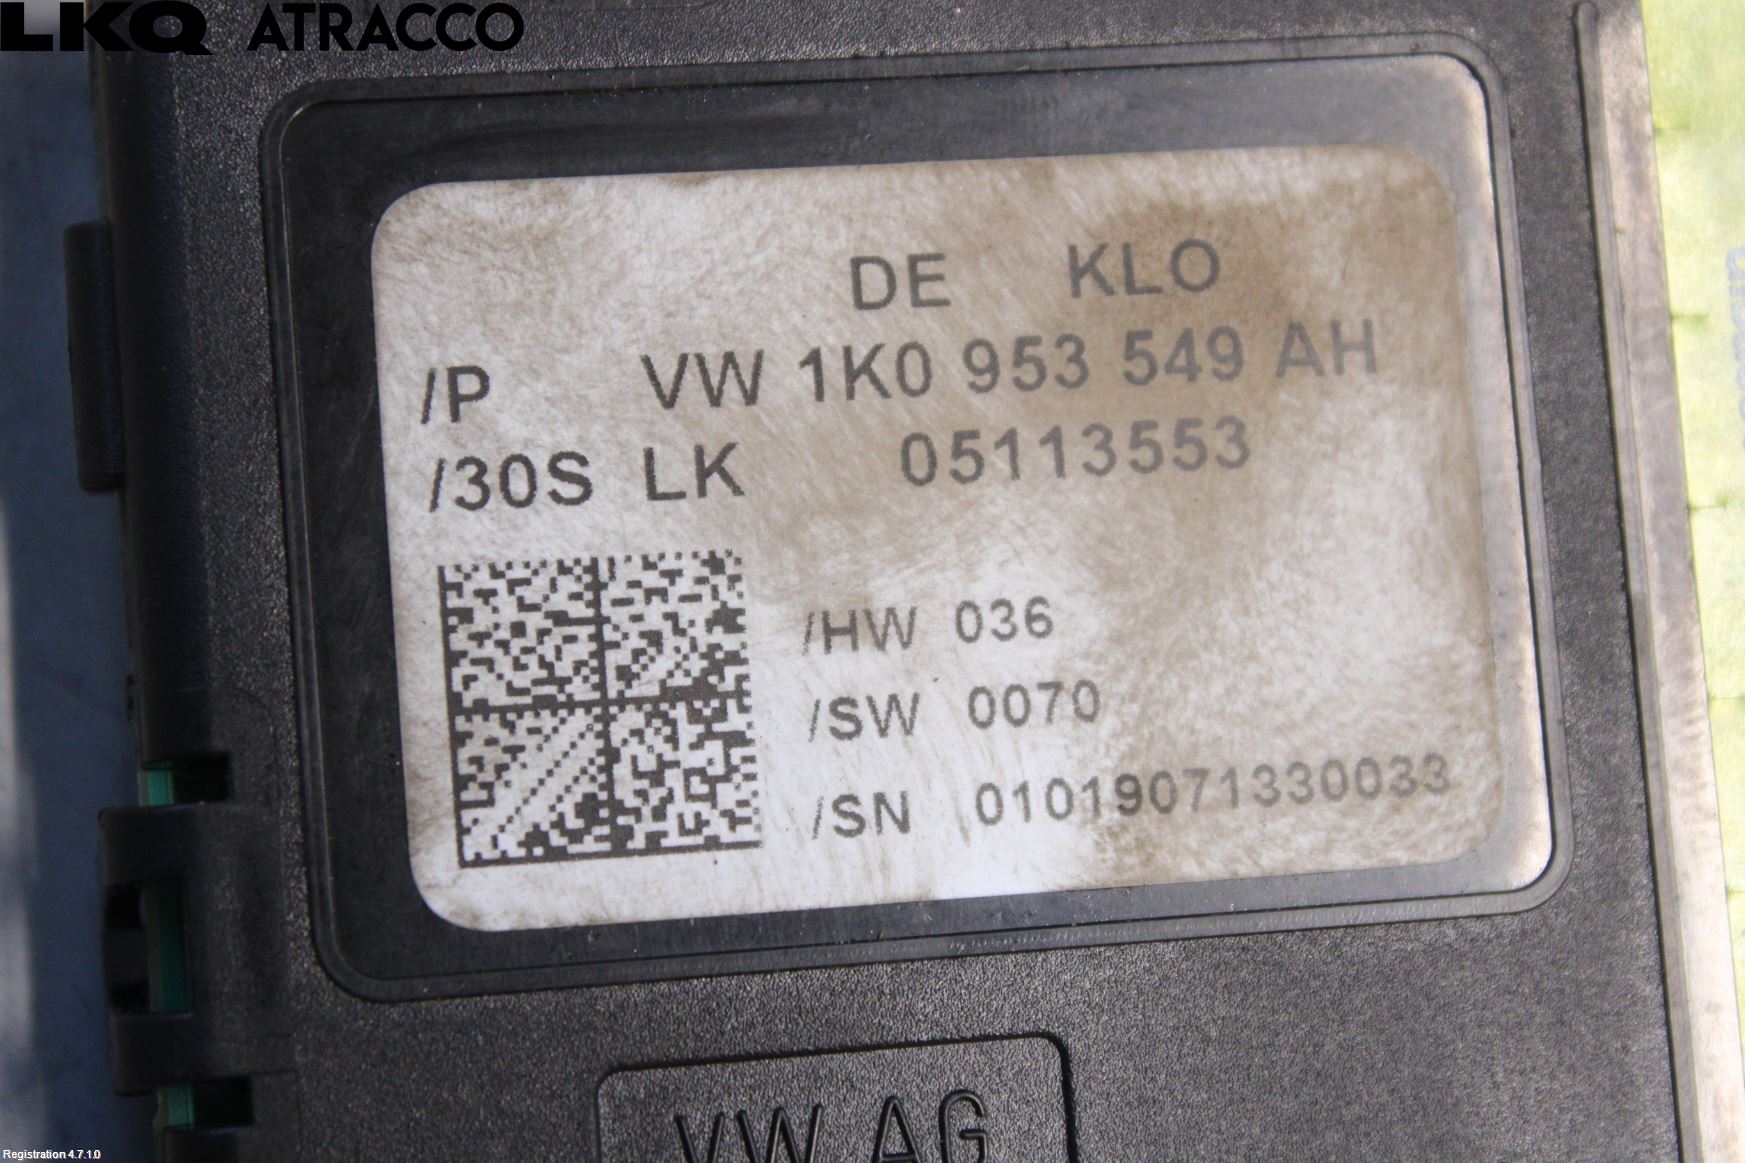 LKQ ATRACCO
DE KLO
/P VW 1K0 953 549 AH
/30S LK 05113553
/HW 036
/SW 0070
/SN 01019071330033
VW AG
Registration 4.7.1.0